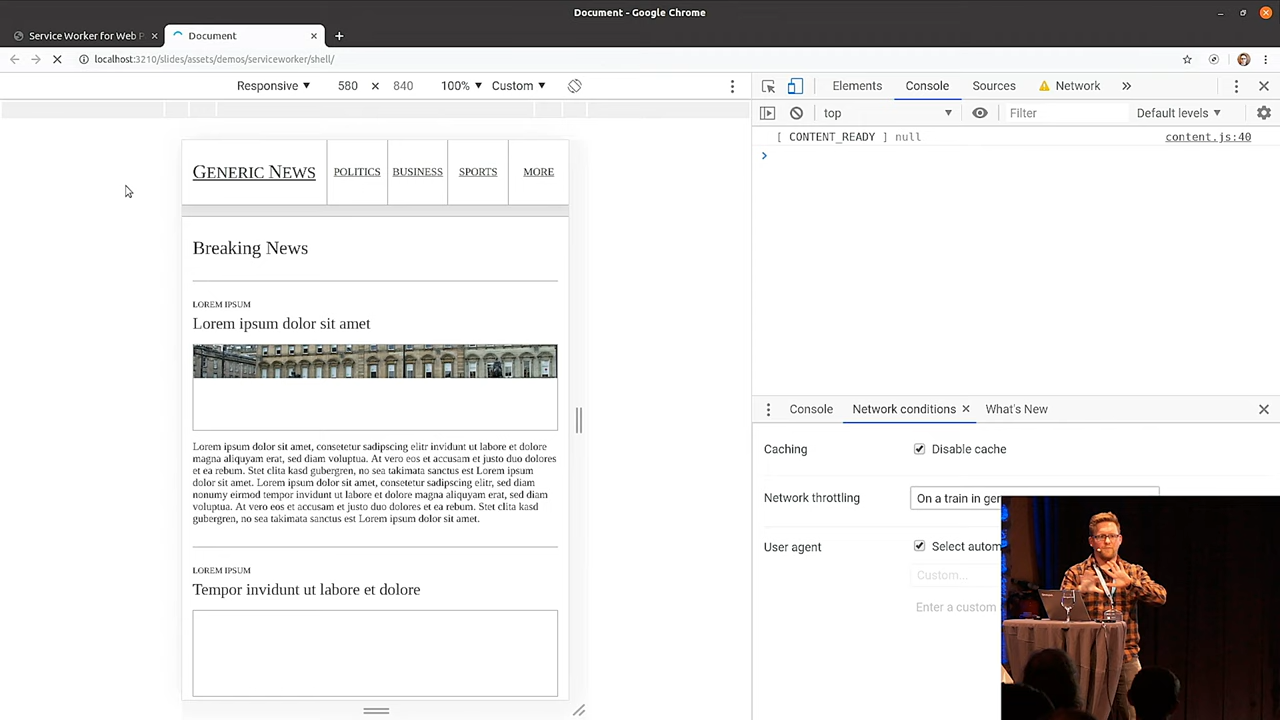 Document - Google Chrome
Service Worker for Web
Document
localhost:3210/slides/assets/demos/serviceworker/shell/
Responsive 580 × 840 100% Custom
Elements Console Sources Network
top Filter Default levels
[ CONTENT_READY ] null content.js:40
GENERIC NEWS POLITICS BUSINESS SPORTS MORE
Breaking News
LOREM IPSUM
Lorem ipsum dolor sit amet
Lorem ipsum dolor sit amet, consetetur sadipscing elitr invidunt ut labore et dolore
magna aliquyam erat, sed diam voluptua. At vero eos et accusam et justo duo dolores
et ea rebum. Stet clita kasd gubergren, no sea takimata sanctus est Lorem ipsum
dolor sit amet. Lorem ipsum dolor sit amet, consetetur sadipscing elitr, sed diam
nonumy eirmod tempor invidunt ut labore et dolore magna aliquyam erat, sed diam
voluptua. At vero eos et accusam et justo duo dolores et ea rebum. Stet clita kasd
gubergren, no sea takimata sanctus est Lorem ipsum dolor sit amet.
LOREM IPSUM
Tempor invidunt ut labore et dolore
Console Network conditions What's New
Caching Disable cache
Network throttling On a train in ger
User agent Select autom
Custom...
Enter a custom